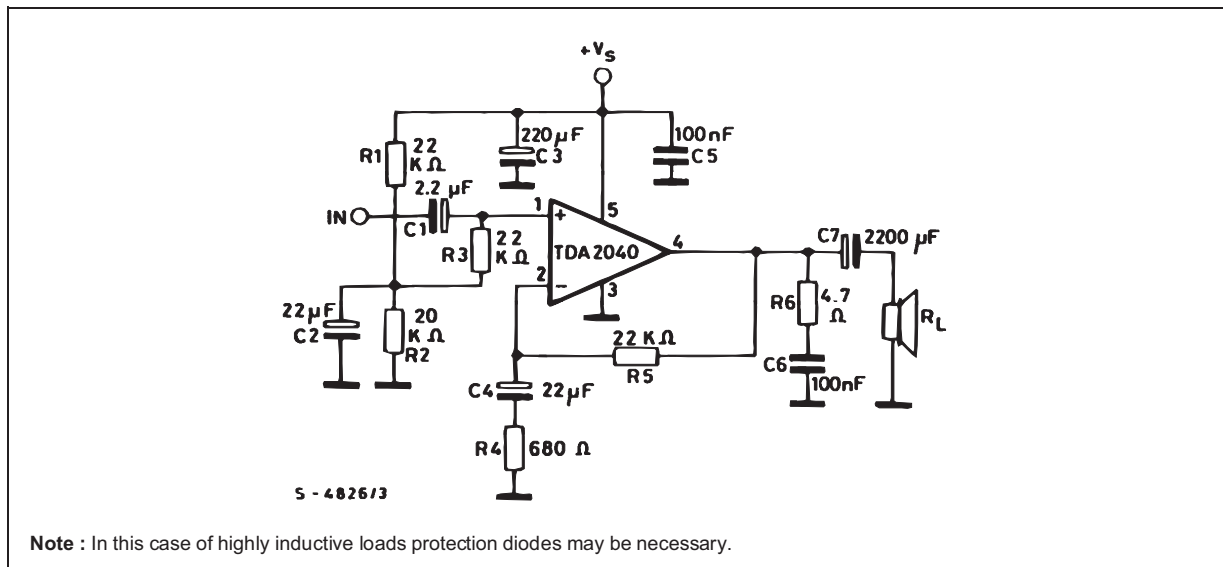 +VS
220 µF
C3
100nF
C5
R1
22
KΩ
2.2 µF
IN
C1
1
+
5
R3
22
KΩ
TDA2040
4
C7
2200 µF
2
−
3
R6
4.7
Ω
RL
22µF
C2
20
KΩ
R2
22 KΩ
R5
C6
100nF
C4
22µF
R4
680 Ω
S - 4826/3
Note : In this case of highly inductive loads protection diodes may be necessary.